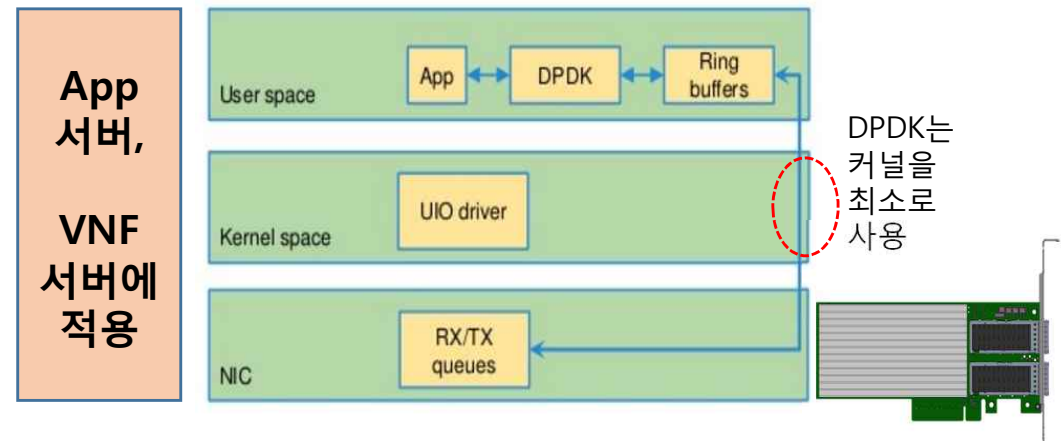 App
서버,
VNF
서버에
적용
User space
App
DPDK
Ring
buffers
Kernel space
UIO driver
NIC
RX/TX
queues
DPDK는
커널을
최소로
사용